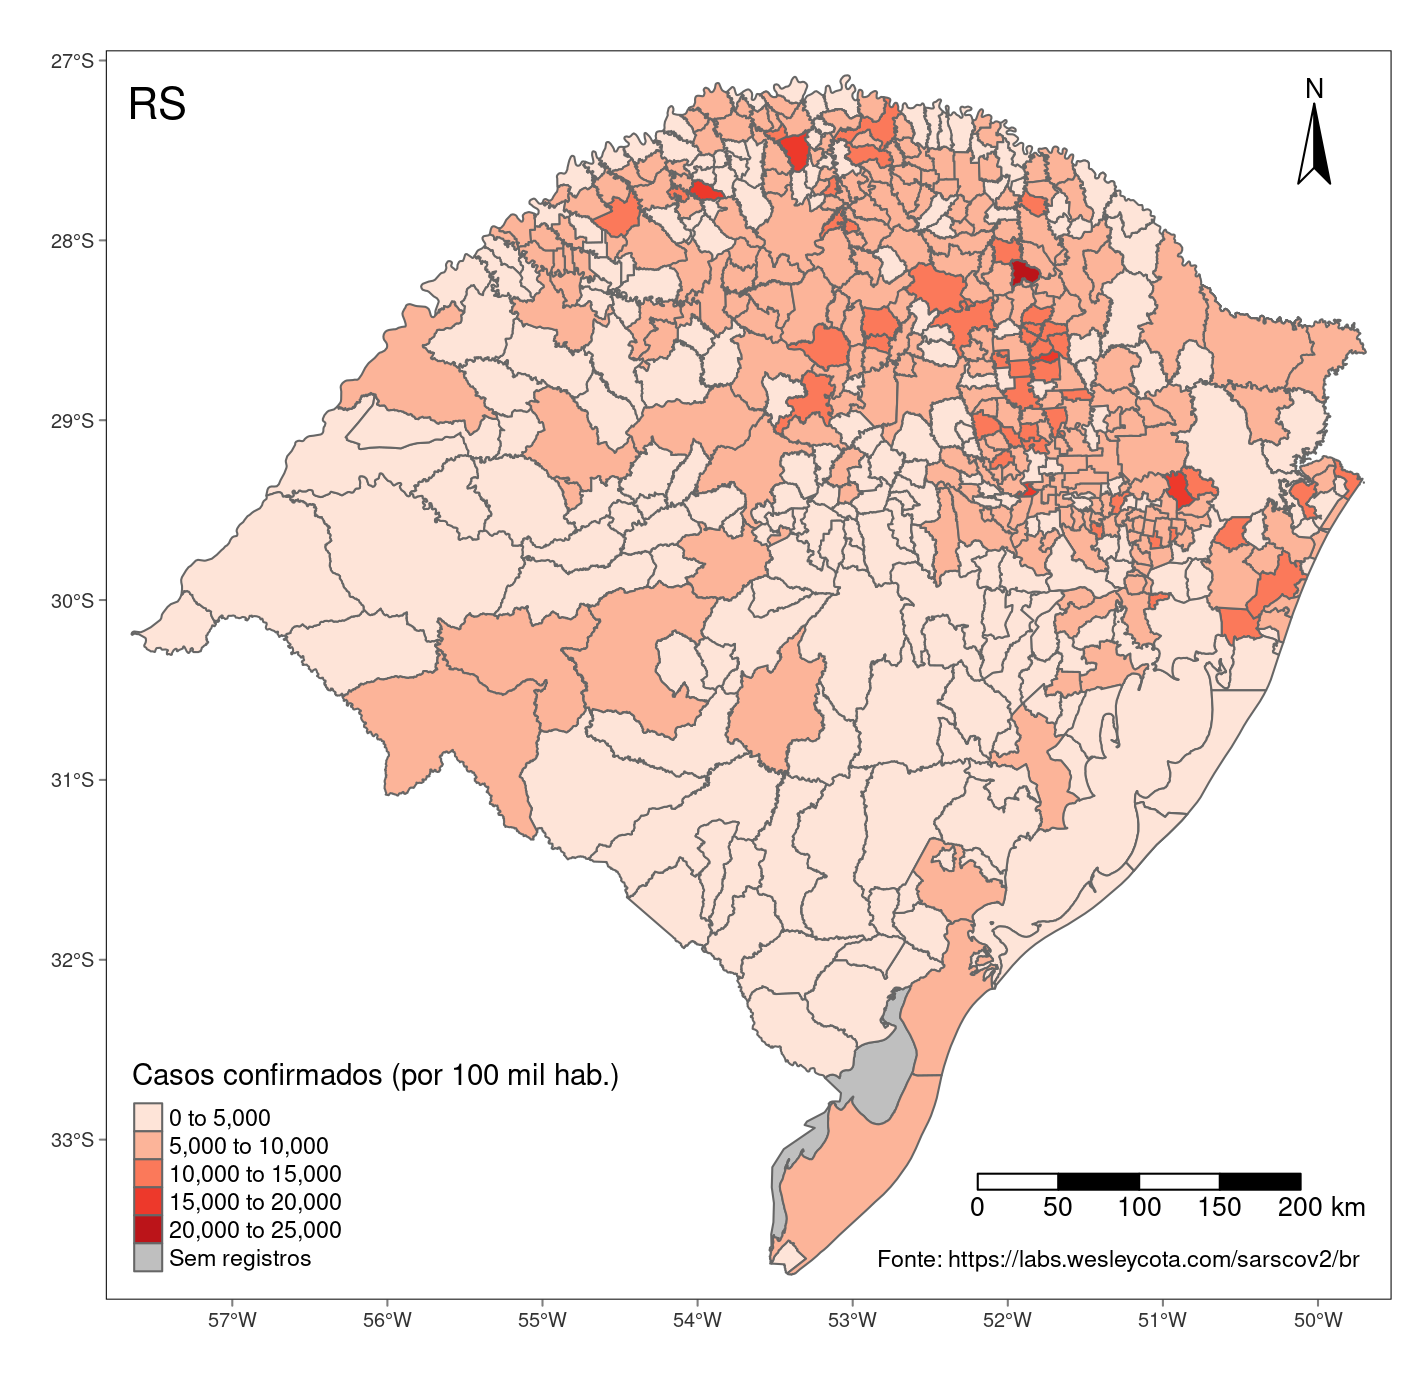 RS
N
27°S
28°S
29°S
30°S
31°S
32°S
33°S
Casos confirmados (por 100 mil hab.)
0 to 5,000
5,000 to 10,000
10,000 to 15,000
15,000 to 20,000
20,000 to 25,000
Sem registros
0 50 100 150 200 km
Fonte: https://labs.wesleycota.com/sarscov2/br
57°W 56°W 55°W 54°W 53°W 52°W 51°W 50°W